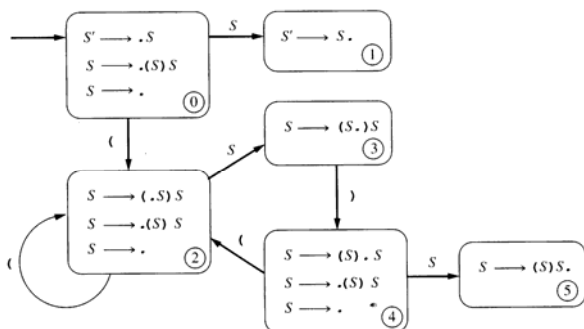 S' ⟶ .S
S ⟶ .(S) S
S ⟶ .
0
S
S' ⟶ S.
1
(
S
S ⟶ (S.) S
3
S ⟶ (.S) S
S ⟶ .(S) S
S ⟶ .
2
(
(
)
S ⟶ (S). S
S ⟶ .(S) S
S ⟶ .
4
S
S ⟶ (S) S.
5